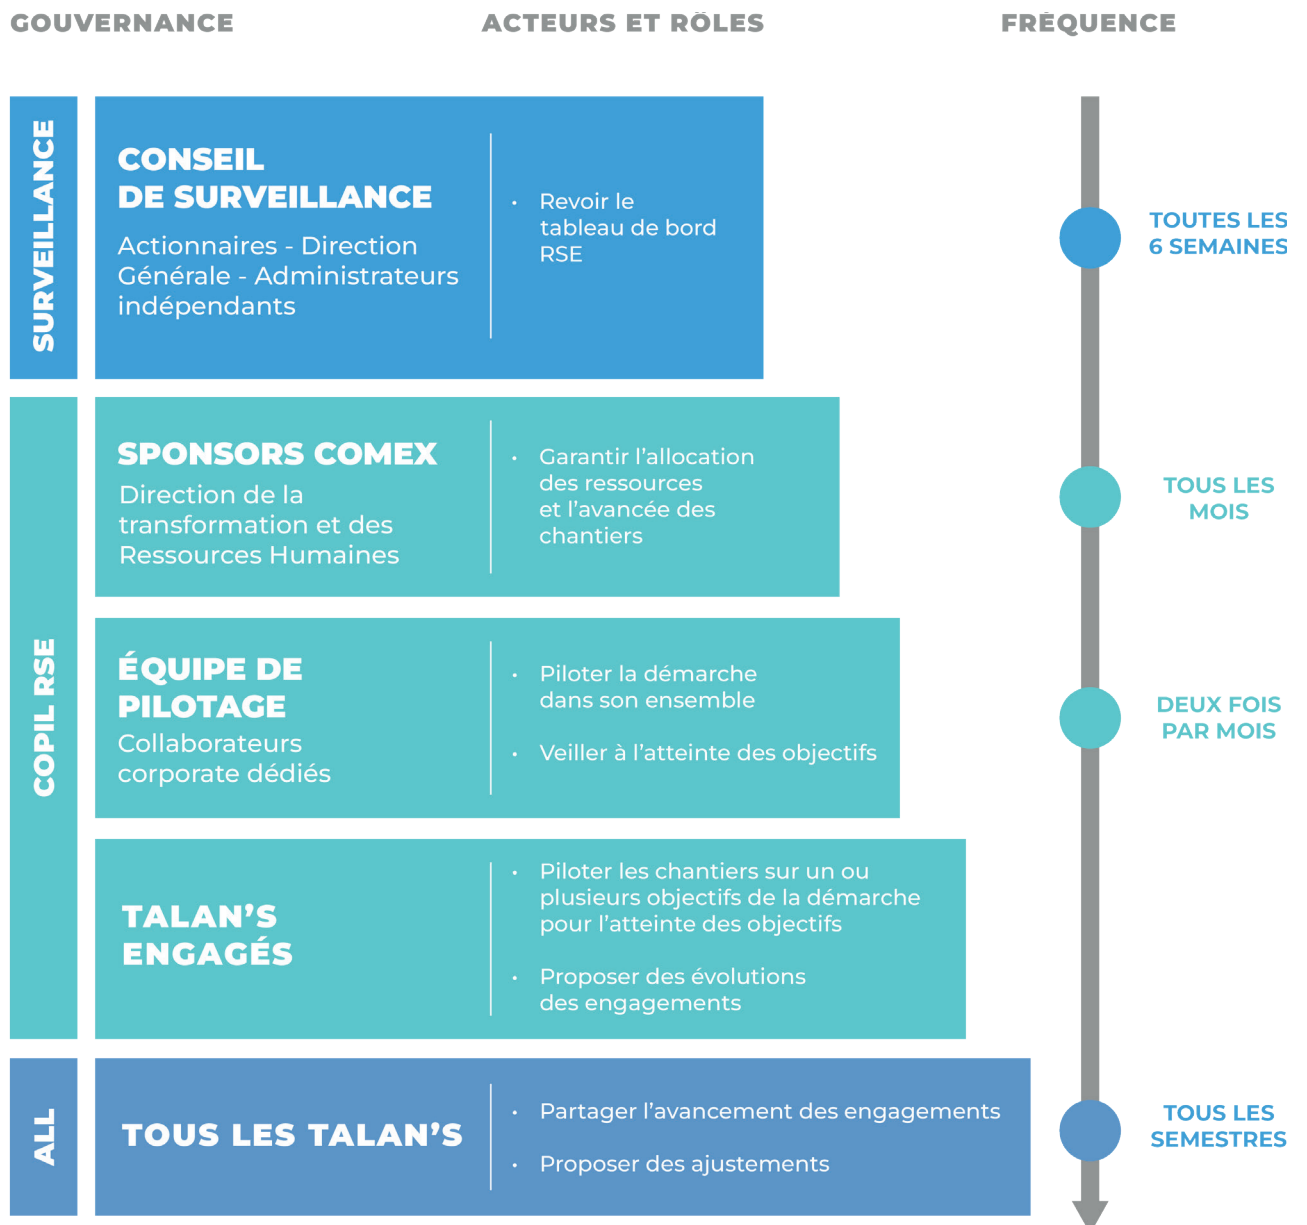 GOUVERNANCE
ACTEURS ET RÔLES
FRÉQUENCE
SURVEILLANCE
CONSEIL
DE SURVEILLANCE
Actionnaires - Direction
Générale - Administrateurs
indépendants
• Revoir le
tableau de bord
RSE
TOUTES LES
6 SEMAINES
COPIL RSE
SPONSORS COMEX
Direction de la
transformation et des
Ressources Humaines
• Garantir l’allocation
des ressources
et l’avancée des
chantiers
TOUS LES
MOIS
ÉQUIPE DE
PILOTAGE
Collaborateurs
corporate dédiés
• Piloter la démarche
dans son ensemble
• Veiller à l’atteinte des objectifs
DEUX FOIS
PAR MOIS
TALAN’S
ENGAGÉS
• Piloter les chantiers sur un ou
plusieurs objectifs de la démarche
pour l’atteinte des objectifs
• Proposer des évolutions
des engagements
ALL
TOUS LES TALAN’S
• Partager l’avancement des engagements
• Proposer des ajustements
TOUS LES
SEMESTRES